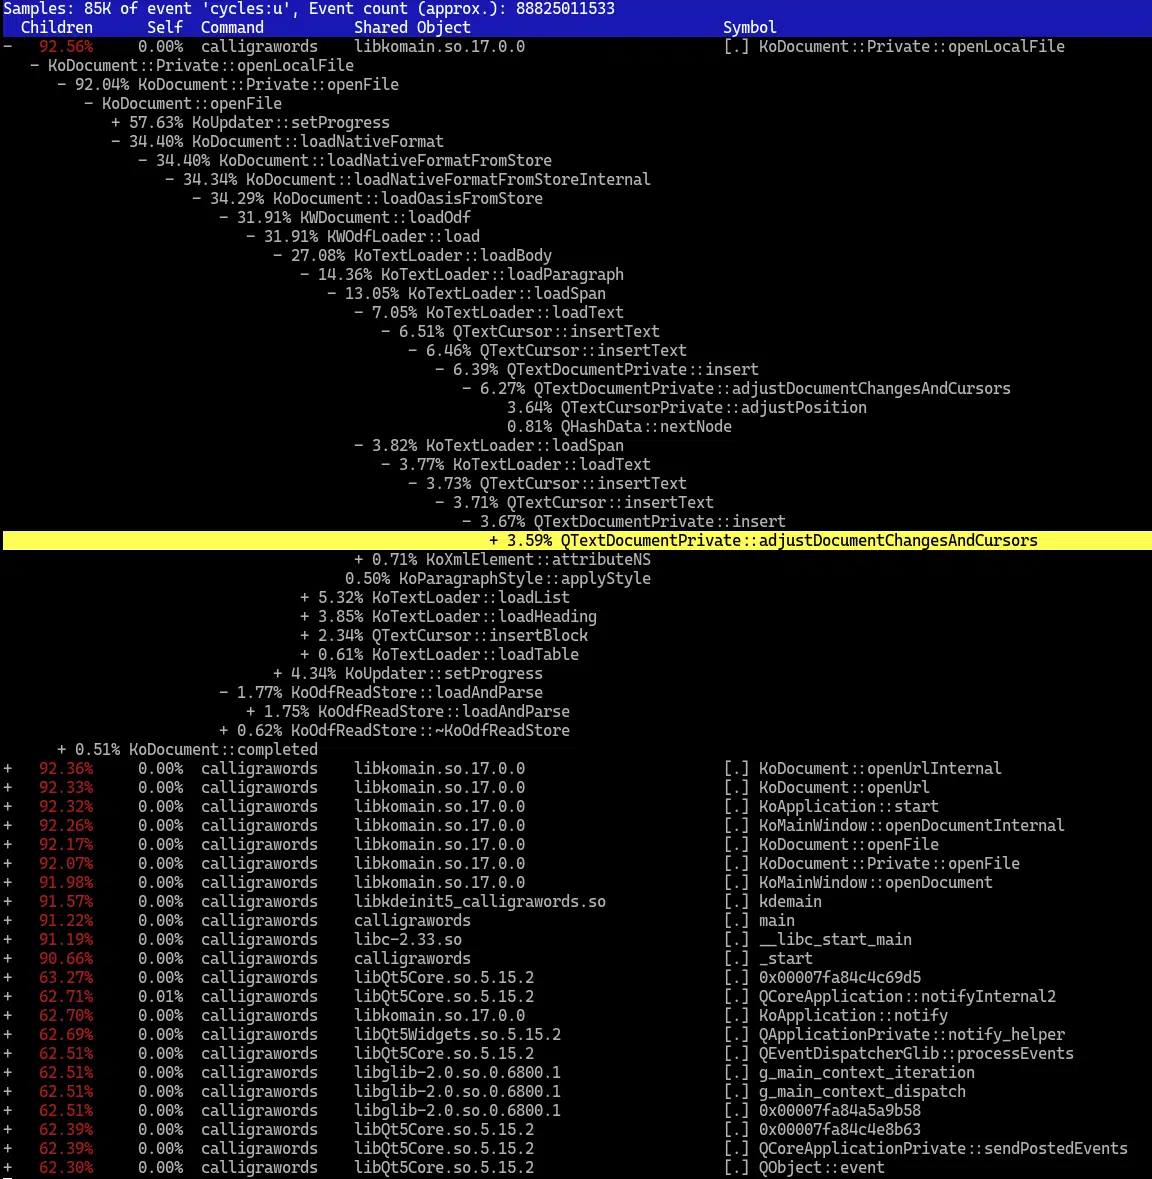 Samples: 85K of event 'cycles:u', Event count (approx.): 88825011533
Children Self Command Shared Object Symbol
− 92.56% 0.00% calligrawords libkomain.so.17.0.0 [.] KoDocument::Private::openLocalFile
− KoDocument::Private::openLocalFile
− 92.04% KoDocument::Private::openFile
− KoDocument::openFile
+ 57.63% KoUpdater::setProgress
− 34.40% KoDocument::loadNativeFormat
− 34.40% KoDocument::loadNativeFormatFromStore
− 34.34% KoDocument::loadNativeFormatFromStoreInternal
− 34.29% KoDocument::loadOasisFromStore
− 31.91% KWDocument::loadOdf
− 31.91% KWOdfLoader::load
− 27.08% KoTextLoader::loadBody
− 14.36% KoTextLoader::loadParagraph
− 13.05% KoTextLoader::loadSpan
− 7.05% KoTextLoader::loadText
− 6.51% QTextCursor::insertText
− 6.46% QTextCursor::insertText
− 6.39% QTextDocumentPrivate::insert
− 6.27% QTextDocumentPrivate::adjustDocumentChangesAndCursors
3.64% QTextCursorPrivate::adjustPosition
0.81% QHashData::nextNode
− 3.82% KoTextLoader::loadSpan
− 3.77% KoTextLoader::loadText
− 3.73% QTextCursor::insertText
− 3.71% QTextCursor::insertText
− 3.67% QTextDocumentPrivate::insert
+ 3.59% QTextDocumentPrivate::adjustDocumentChangesAndCursors
+ 0.71% KoXmlElement::attributeNS
0.50% KoParagraphStyle::applyStyle
+ 5.32% KoTextLoader::loadList
+ 3.85% KoTextLoader::loadHeading
+ 2.34% QTextCursor::insertBlock
+ 0.61% KoTextLoader::loadTable
+ 4.34% KoUpdater::setProgress
− 1.77% KoOdfReadStore::loadAndParse
+ 1.75% KoOdfReadStore::loadAndParse
+ 0.62% KoOdfReadStore::~KoOdfReadStore
+ 0.51% KoDocument::completed
+ 92.36% 0.00% calligrawords libkomain.so.17.0.0 [.] KoDocument::openUrlInternal
+ 92.33% 0.00% calligrawords libkomain.so.17.0.0 [.] KoDocument::openUrl
+ 92.32% 0.00% calligrawords libkomain.so.17.0.0 [.] KoApplication::start
+ 92.26% 0.00% calligrawords libkomain.so.17.0.0 [.] KoMainWindow::openDocumentInternal
+ 92.17% 0.00% calligrawords libkomain.so.17.0.0 [.] KoDocument::openFile
+ 92.07% 0.00% calligrawords libkomain.so.17.0.0 [.] KoDocument::Private::openFile
+ 91.98% 0.00% calligrawords libkomain.so.17.0.0 [.] KoMainWindow::openDocument
+ 91.57% 0.00% calligrawords libkdeinit5_calligrawords.so [.] kdemain
+ 91.22% 0.00% calligrawords calligrawords [.] main
+ 91.19% 0.00% calligrawords libc-2.33.so [.] __libc_start_main
+ 90.66% 0.00% calligrawords calligrawords [.] _start
+ 63.27% 0.00% calligrawords libQt5Core.so.5.15.2 [.] 0x00007fa84c4c69d5
+ 62.71% 0.01% calligrawords libQt5Core.so.5.15.2 [.] QCoreApplication::notifyInternal2
+ 62.70% 0.00% calligrawords libkomain.so.17.0.0 [.] KoApplication::notify
+ 62.69% 0.00% calligrawords libQt5Widgets.so.5.15.2 [.] QApplicationPrivate::notify_helper
+ 62.51% 0.00% calligrawords libQt5Core.so.5.15.2 [.] QEventDispatcherGlib::processEvents
+ 62.51% 0.00% calligrawords libglib-2.0.so.0.6800.1 [.] g_main_context_iteration
+ 62.51% 0.00% calligrawords libglib-2.0.so.0.6800.1 [.] g_main_context_dispatch
+ 62.51% 0.00% calligrawords libglib-2.0.so.0.6800.1 [.] 0x00007fa84a5a9b58
+ 62.39% 0.00% calligrawords libQt5Core.so.5.15.2 [.] 0x00007fa84c4e8b63
+ 62.39% 0.00% calligrawords libQt5Core.so.5.15.2 [.] QCoreApplicationPrivate::sendPostedEvents
+ 62.30% 0.00% calligrawords libQt5Core.so.5.15.2 [.] QObject::event